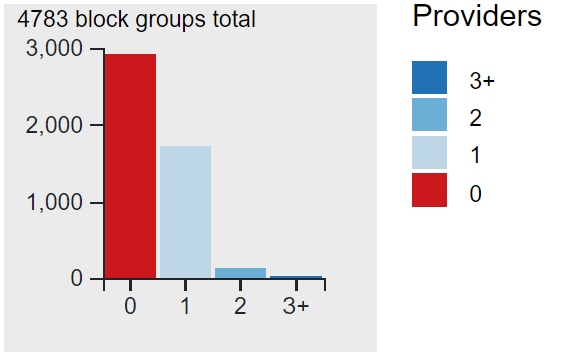 4783 block groups total
3,000
2,000
1,000
0
0 1 2 3+
Providers
3+
2
1
0